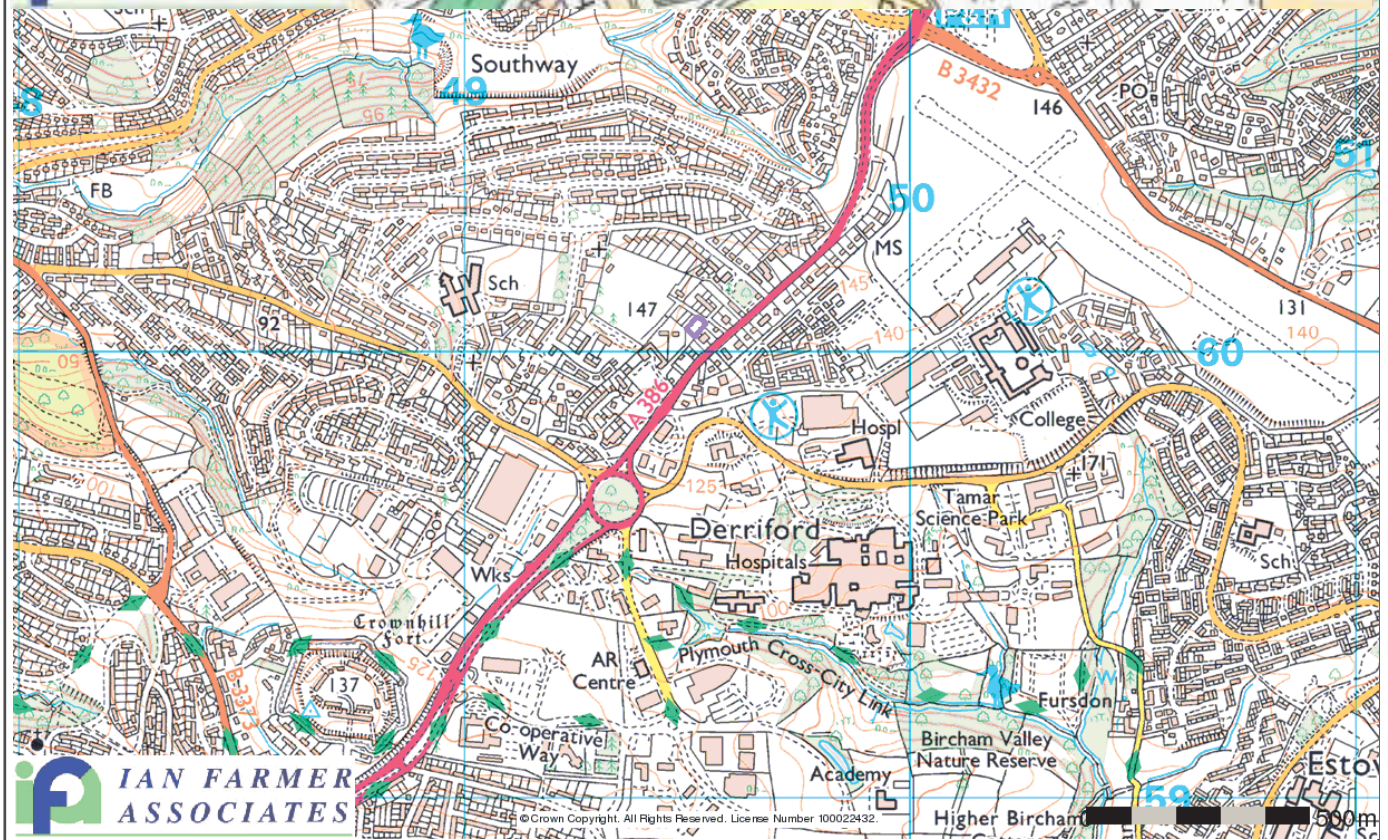 Southway
49
B 3432
146
PO
FB
95
50
51
MS
Sch
147
145
92
140
131
140
60
60
A 386
Hospl
College
171
100
125
Tamar
Science Park
Derriford
Hospitals
Sch
Wks
100
Crownhill
Fort
125
AR
Centre
Plymouth Cross City Link
137
B 3373
Fursdon
Co-operative
Way
Bircham Valley
Nature Reserve
Academy
59
Higher Bircham
500m
IAN FARMER
ASSOCIATES
© Crown Copyright. All Rights Reserved. License Number 100022432.